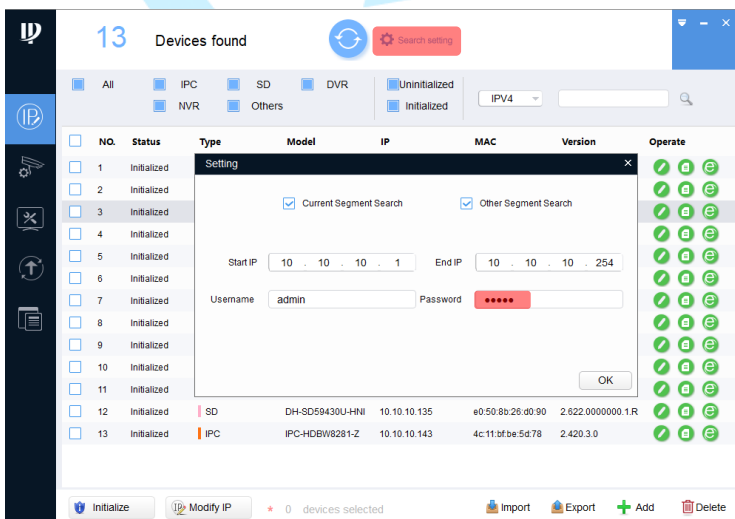 13 Devices found Search setting
All IPC SD DVR Uninitialized
NVR Others Initialized
IPV4
IP
NO. Status Type Model IP MAC Version Operate
1 Initialized
2 Initialized
3 Initialized
4 Initialized
5 Initialized
6 Initialized
7 Initialized
8 Initialized
9 Initialized
10 Initialized
11 Initialized
Setting
Current Segment Search Other Segment Search
Start IP 10 . 10 . 10 . 1 End IP 10 . 10 . 10 . 254
Username admin Password ●●●●●
OK
12 Initialized SD DH-SD59430U-HNI 10.10.10.135 e0:50:8b:26:d0:90 2.622.0000000.1.R
13 Initialized IPC IPC-HDBW8281-Z 10.10.10.143 4c:11:bf:be:5d:78 2.420.3.0
Initialize IP Modify IP * 0 devices selected Import Export Add Delete